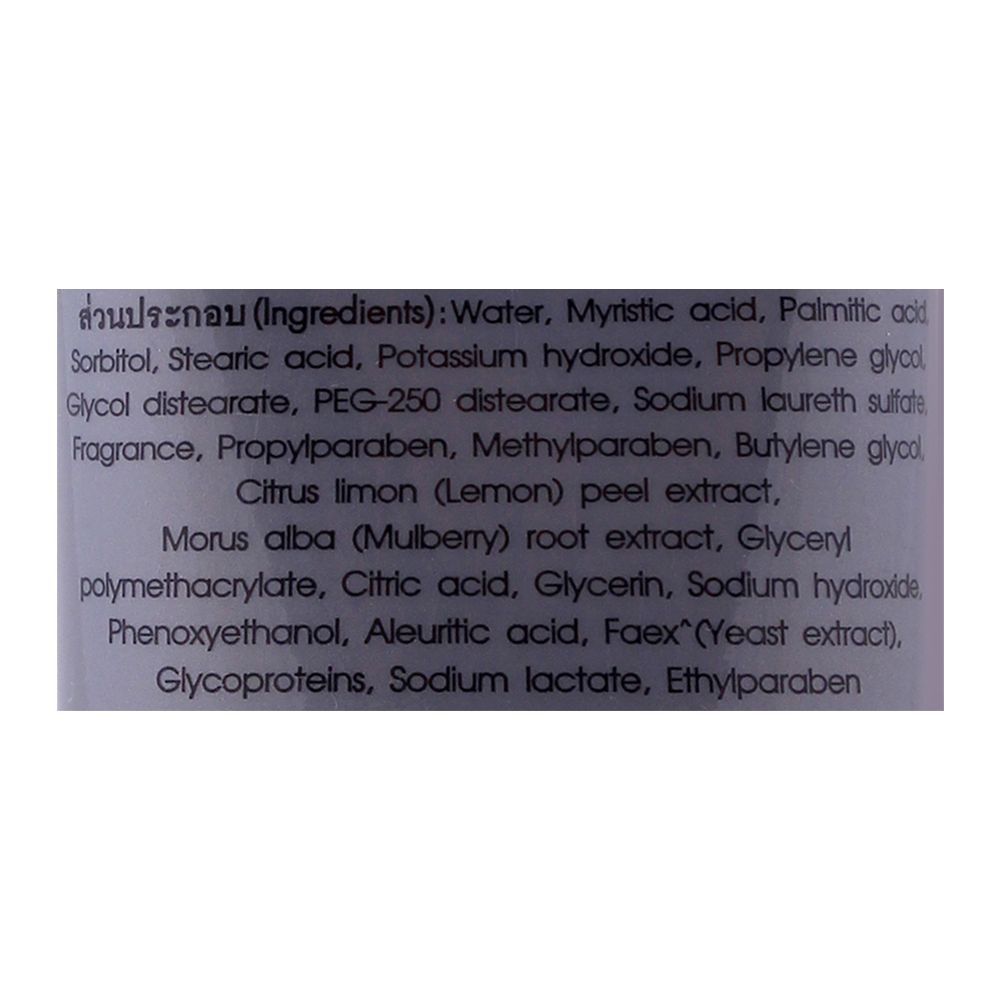 ส่วนประกอบ (Ingredients) : Water, Myristic acid, Palmitic acid,
Sorbitol, Stearic acid, Potassium hydroxide, Propylene glycol,
Glycol distearate, PEG-250 distearate, Sodium laureth sulfate,
Fragrance, Propylparaben, Methylparaben, Butylene glycol,
Citrus limon (Lemon) peel extract,
Morus alba (Mulberry) root extract, Glyceryl
polymethacrylate, Citric acid, Glycerin, Sodium hydroxide,
Phenoxyethanol, Aleuritic acid, Faex^(Yeast extract),
Glycoproteins, Sodium lactate, Ethylparaben